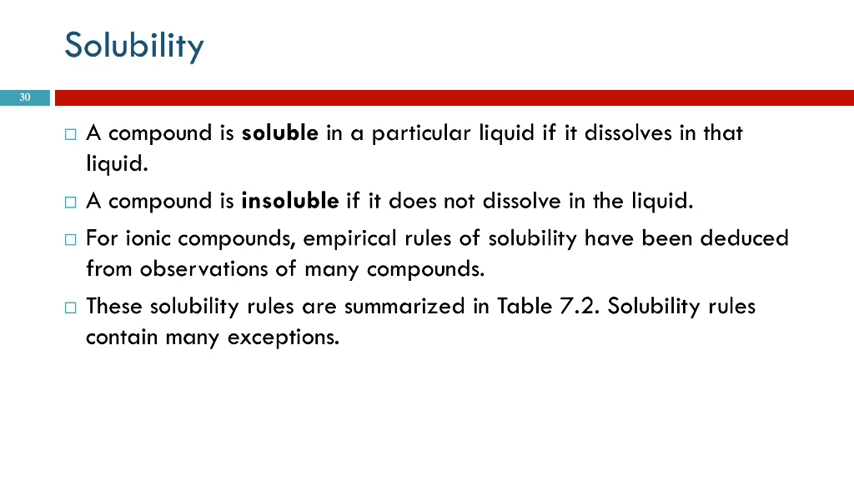 Solubility
30
A compound is soluble in a particular liquid if it dissolves in that
liquid.
A compound is insoluble if it does not dissolve in the liquid.
For ionic compounds, empirical rules of solubility have been deduced
from observations of many compounds.
These solubility rules are summarized in Table 7.2. Solubility rules
contain many exceptions.